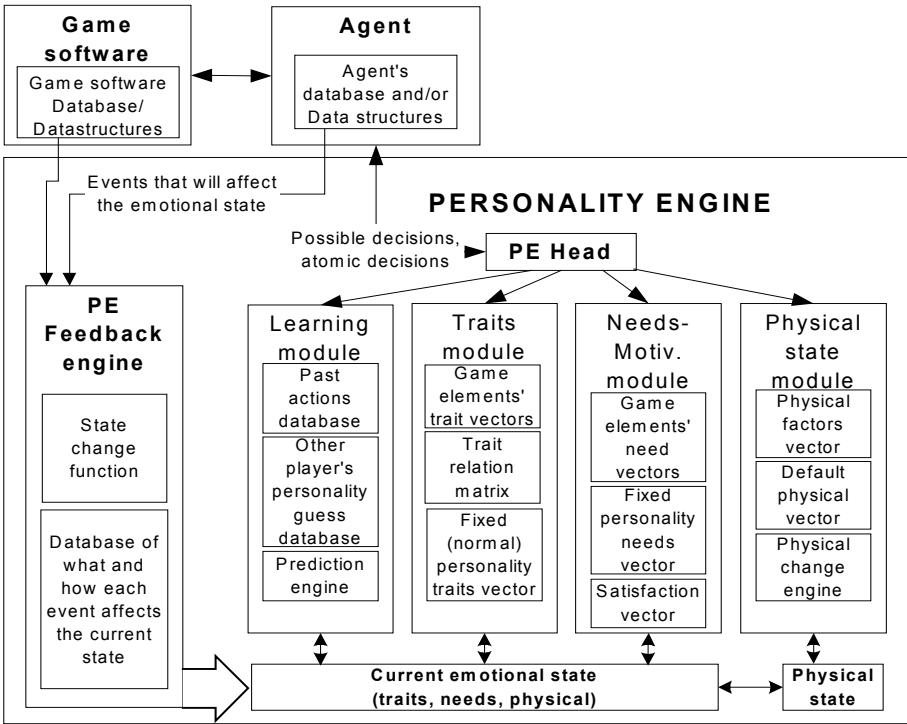 Game
software
Game software
Database/
Datastructures
Agent
Agent's
database and/or
Data structures
Events that will affect
the emotional state
PERSONALITY ENGINE
Possible decisions,
atomic decisions
PE Head
PE
Feedback
engine
State
change
function
Database of
what and
how each
event affects
the current
state
Learning
module
Past
actions
database
Other
player's
personality
guess
database
Prediction
engine
Traits
module
Game
elements'
trait vectors
Trait
relation
matrix
Fixed
(normal)
personality
traits vector
Needs-
Motiv.
module
Game
elements'
need
vectors
Fixed
personality
needs
vector
Satisfaction
vector
Physical
state
module
Physical
factors
vector
Default
physical
vector
Physical
change
engine
Current emotional state
(traits, needs, physical)
Physical
state